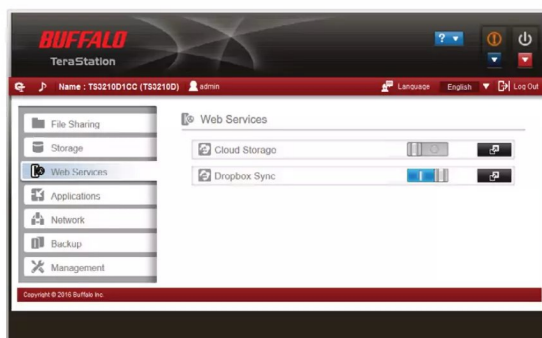 BUFFALO
TeraStation
?
Name : TS3210D1CC (TS3210D) admin Language English Log Out
File Sharing
Storage
Web Services
Applications
Network
Backup
Management
Web Services
Cloud Storage
Dropbox Sync
Copyright © 2016 Buffalo Inc.